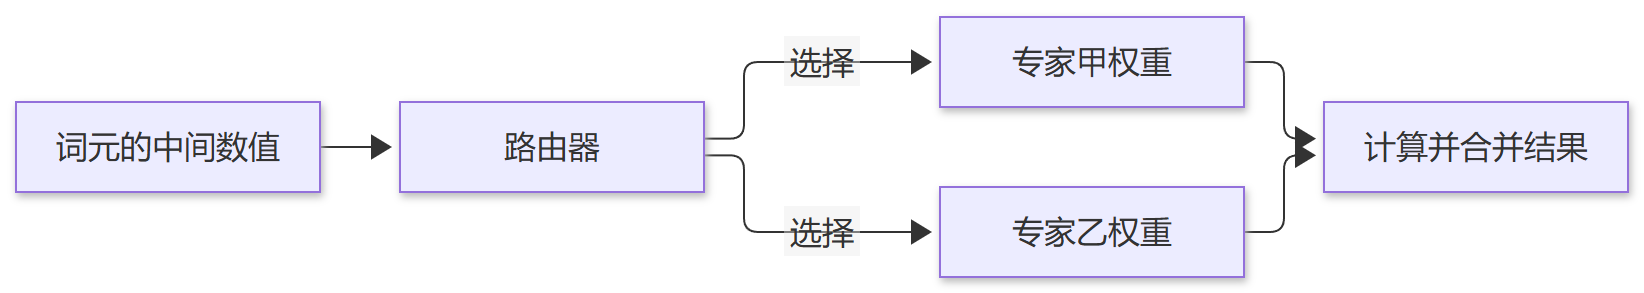 词元的中间数值
路由器
选择
专家甲权重
选择
专家乙权重
计算并合并结果